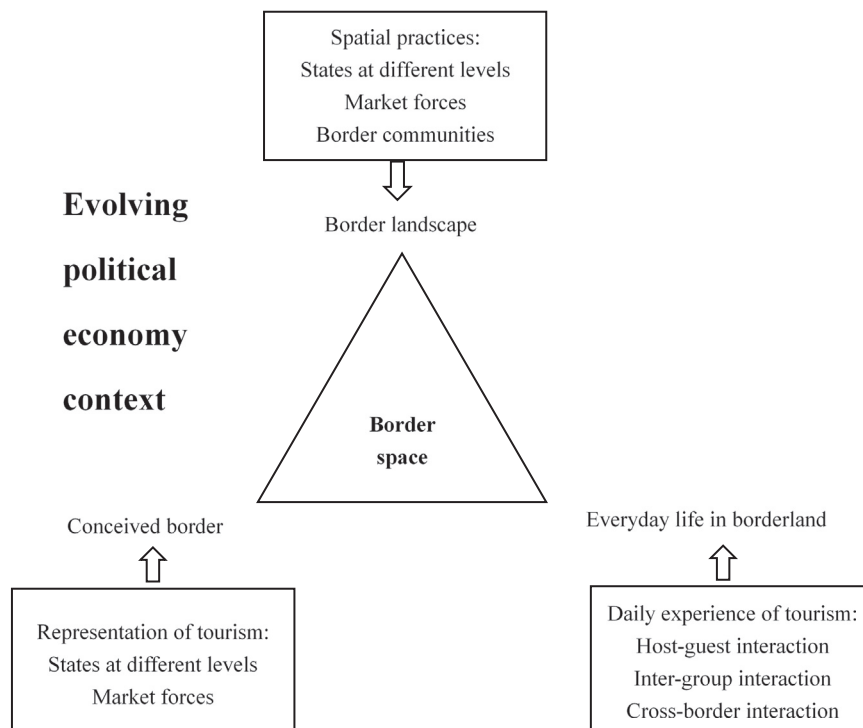 Spatial practices:
States at different levels
Market forces
Border communities
Border landscape
Evolving
political
economy
context
Border
space
Conceived border
Everyday life in borderland
Representation of tourism:
States at different levels
Market forces
Daily experience of tourism:
Host-guest interaction
Inter-group interaction
Cross-border interaction